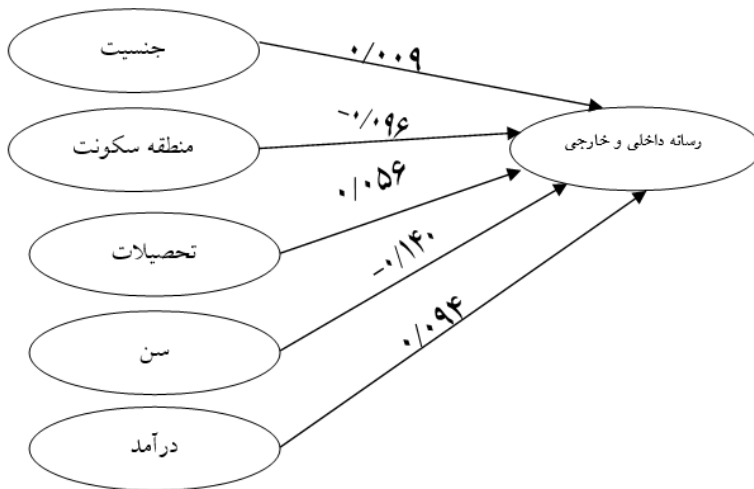 جنسیت
۰/۰۰۹
منطقه سکونت
-۰/۰۹۶
رسانه داخلی و خارجی
۰/۰۵۶
تحصیلات
-۰/۱۴۰
سن
۰/۰۹۴
درآمد